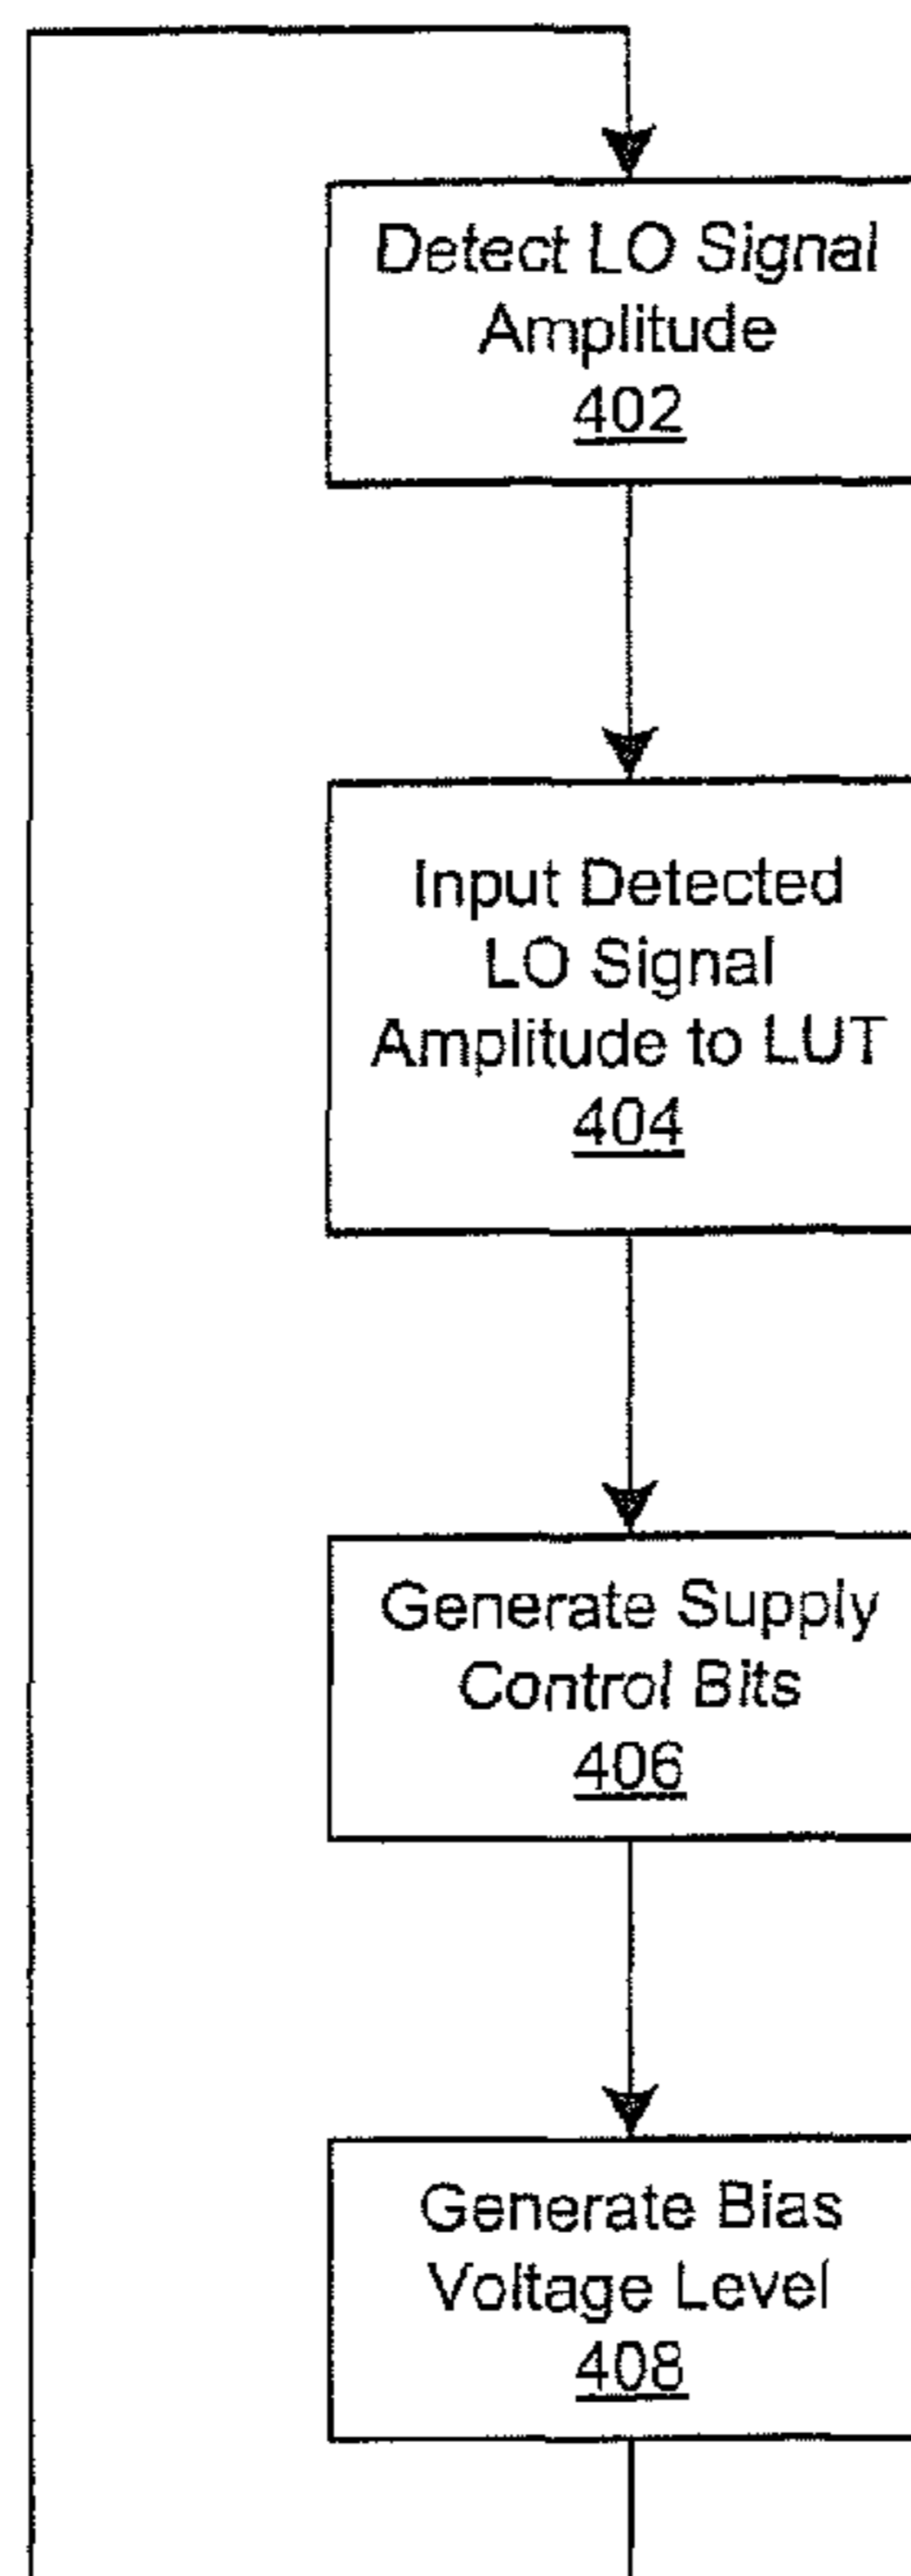 Detect LO Signal
Amplitude
402
Input Detected
LO Signal
Amplitude to LUT
404
Generate Supply
Control Bits
406
Generate Bias
Voltage Level
408